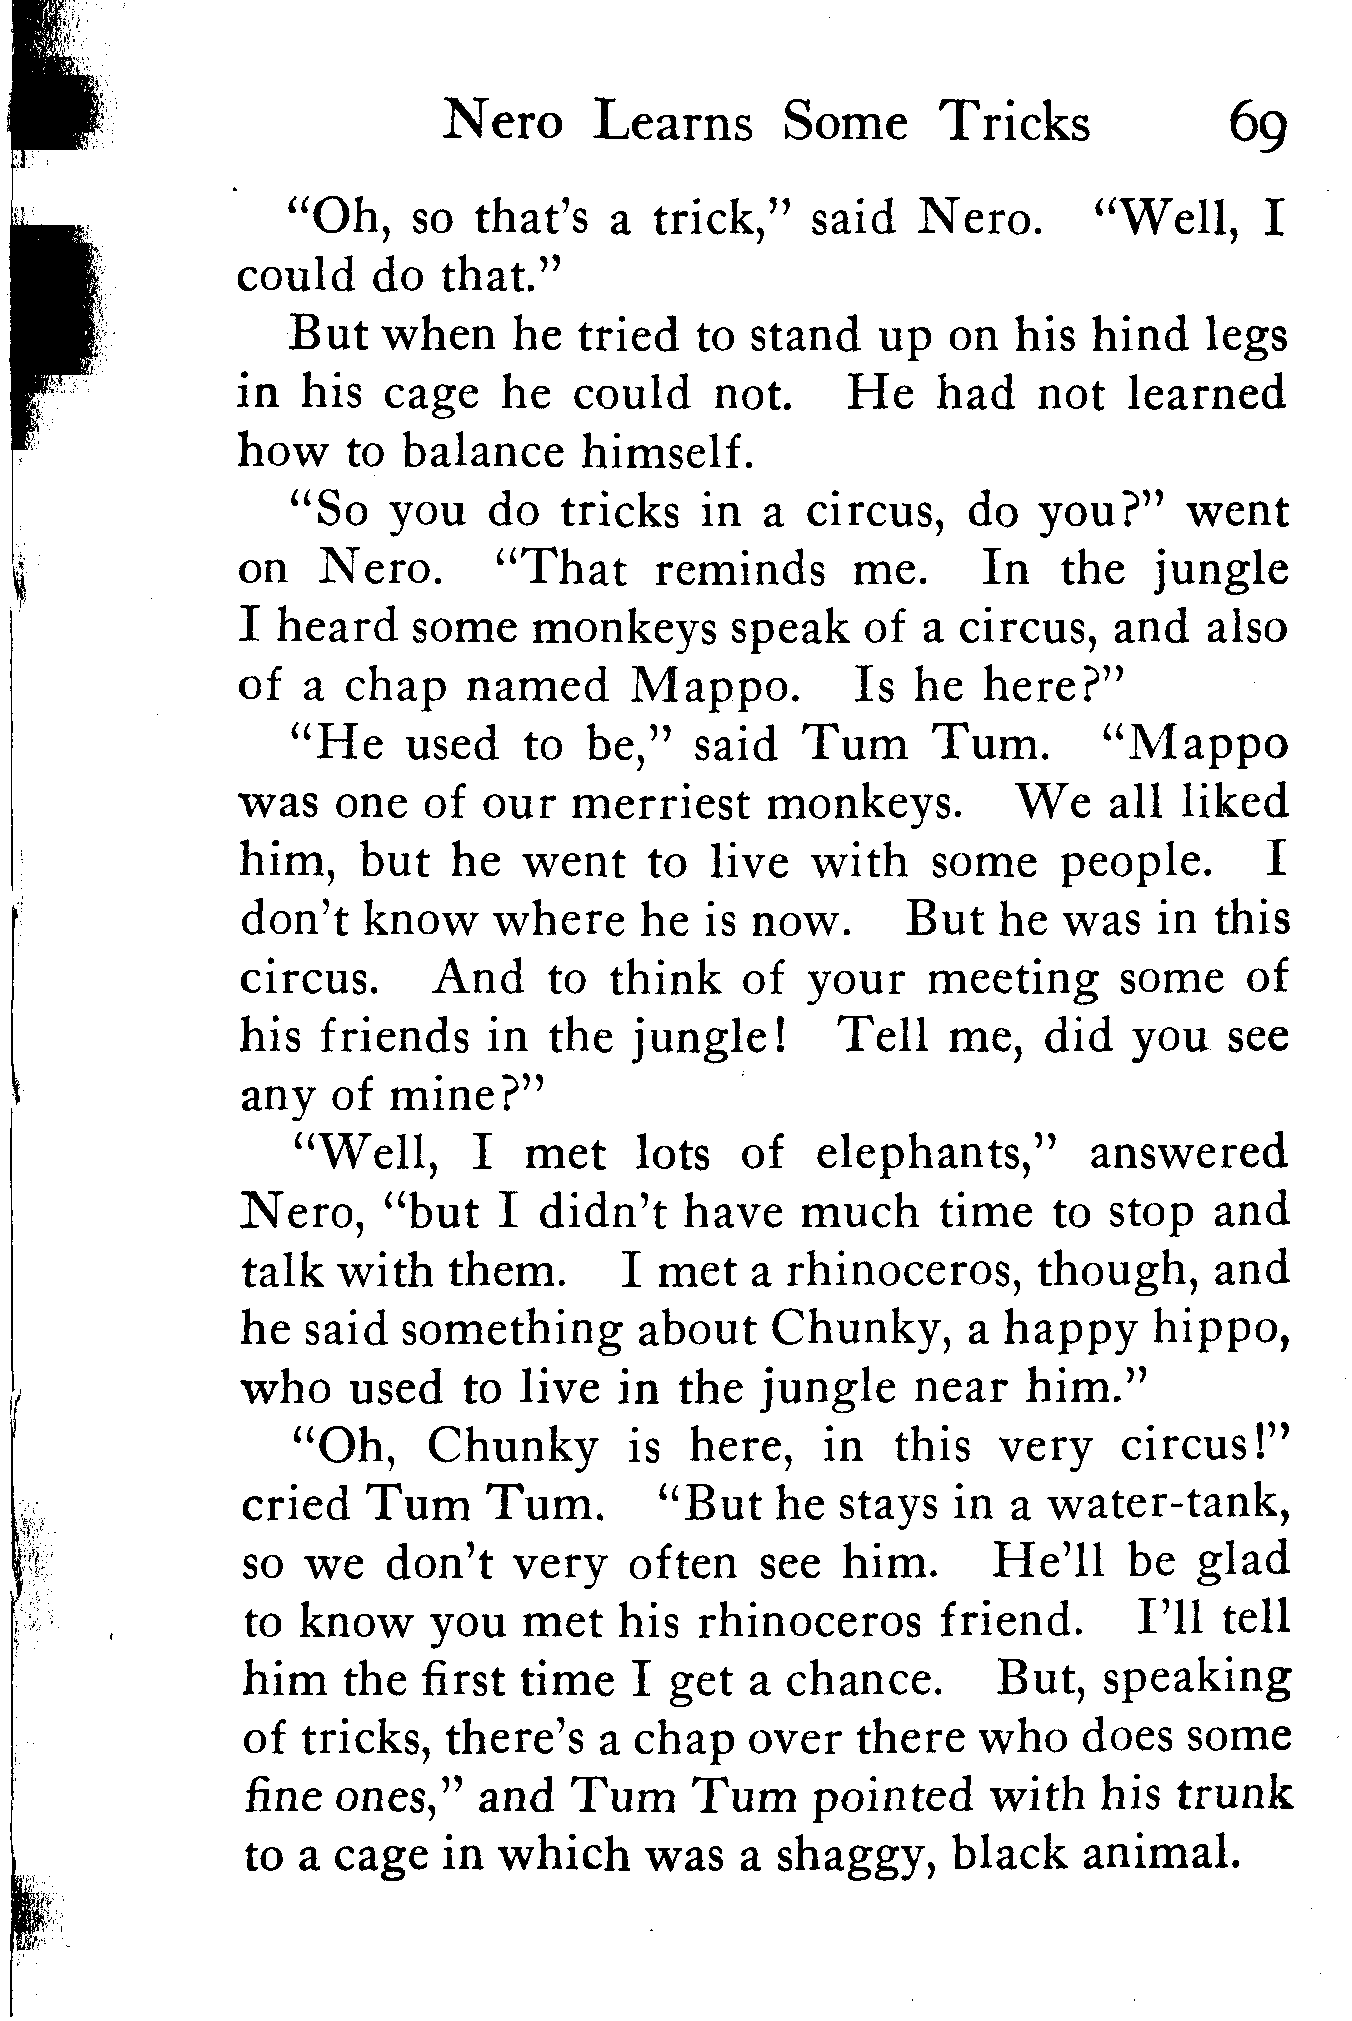 Nero Learns Some Tricks 69
“Oh, so that’s a trick,” said Nero. “Well, I
could do that.”
But when he tried to stand up on his hind legs
in his cage he could not. He had not learned
how to balance himself.
“So you do tricks in a circus, do you?” went
on Nero. “That reminds me. In the jungle
I heard some monkeys speak of a circus, and also
of a chap named Mappo. Is he here?”
“He used to be,” said Tum Tum. “Mappo
was one of our merriest monkeys. We all liked
him, but he went to live with some people. I
don’t know where he is now. But he was in this
circus. And to think of your meeting some of
his friends in the jungle! Tell me, did you see
any of mine?”
“Well, I met lots of elephants,” answered
Nero, “but I didn’t have much time to stop and
talk with them. I met a rhinoceros, though, and
he said something about Chunky, a happy hippo,
who used to live in the jungle near him.”
“Oh, Chunky is here, in this very circus!”
cried Tum Tum. “But he stays in a water-tank,
so we don’t very often see him. He’ll be glad
to know you met his rhinoceros friend. I’ll tell
him the first time I get a chance. But, speaking
of tricks, there’s a chap over there who does some
fine ones,” and Tum Tum pointed with his trunk
to a cage in which was a shaggy, black animal.